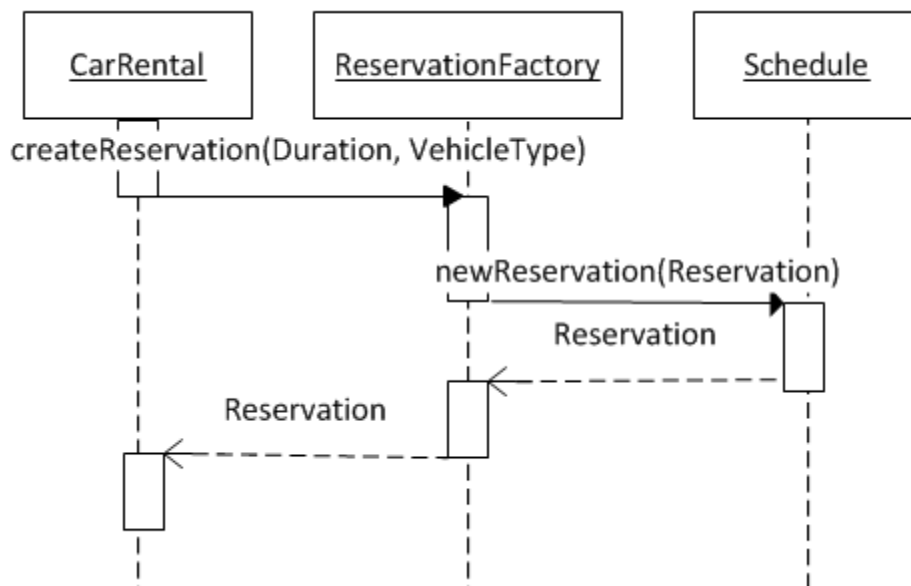 CarRental
ReservationFactory
Schedule
createReservation(Duration, VehicleType)
newReservation(Reservation)
Reservation
Reservation